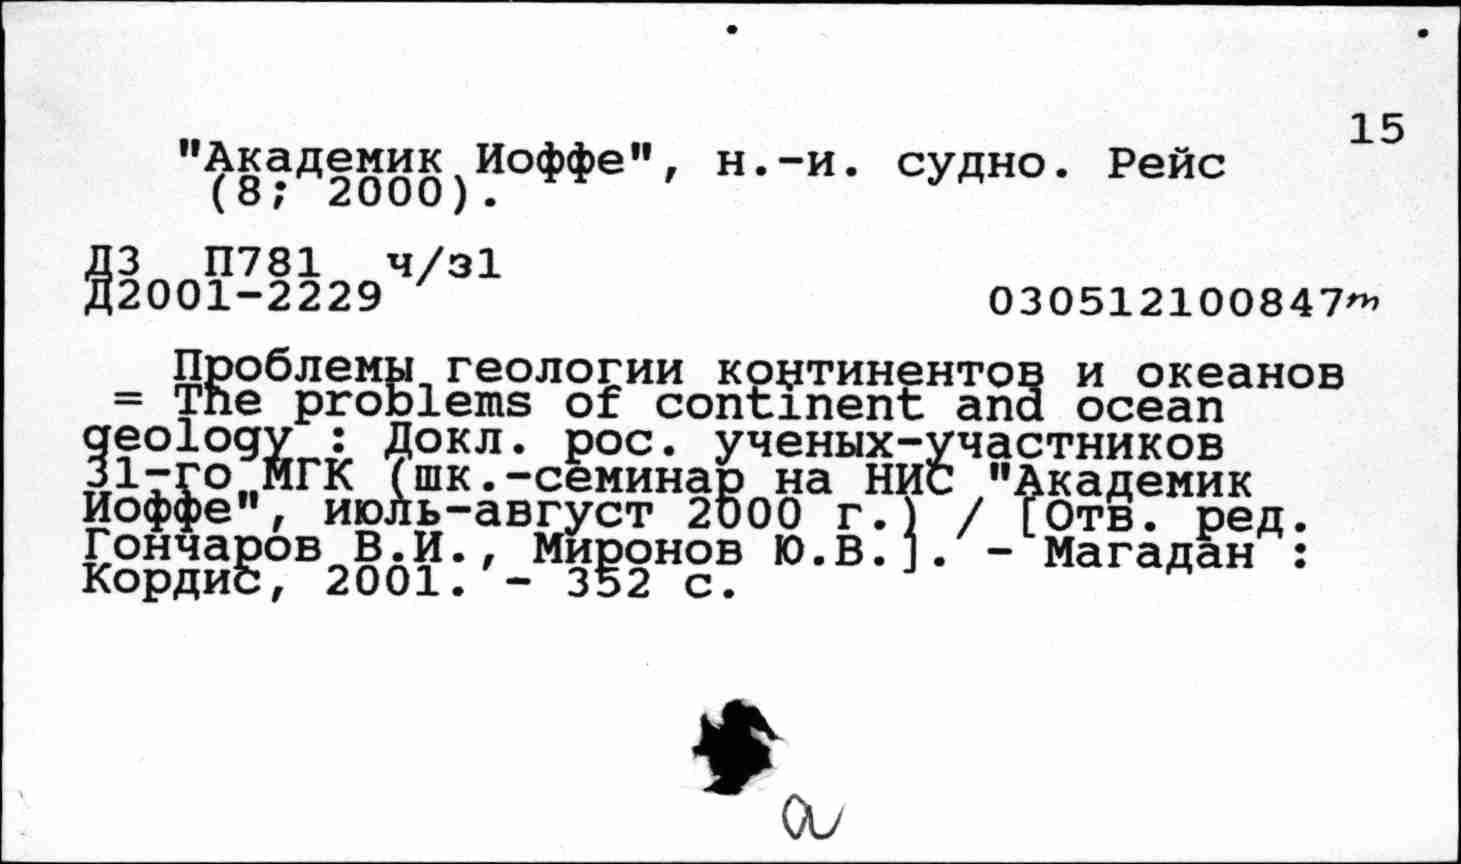 15
"Академик Иоффе", н.-и. судно. Рейс
(8; 2000).
Д3 П781 ч/з1
Д2001-2229
030512100847m
Проблемы геологии континентов и океанов
= The problems of continent and ocean
geology : Докл. рос. ученых-участников
31-го МГК (шк.-семинар на НИС "Академик
Иоффе", июль-август 2000 г.) / [Отв. ред.
Гончаров В.И., Миронов Ю.В.]. - Магадан :
Кордис, 2001. - 352 с.
a